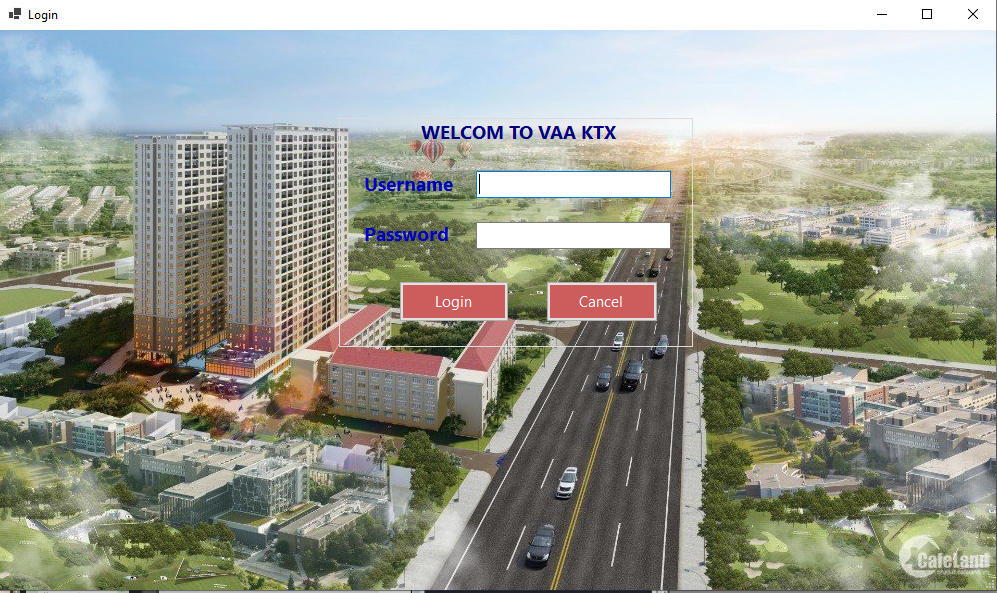 Login
WELCOM TO VAA KTX
Username
Password
Login
Cancel
CafeLand